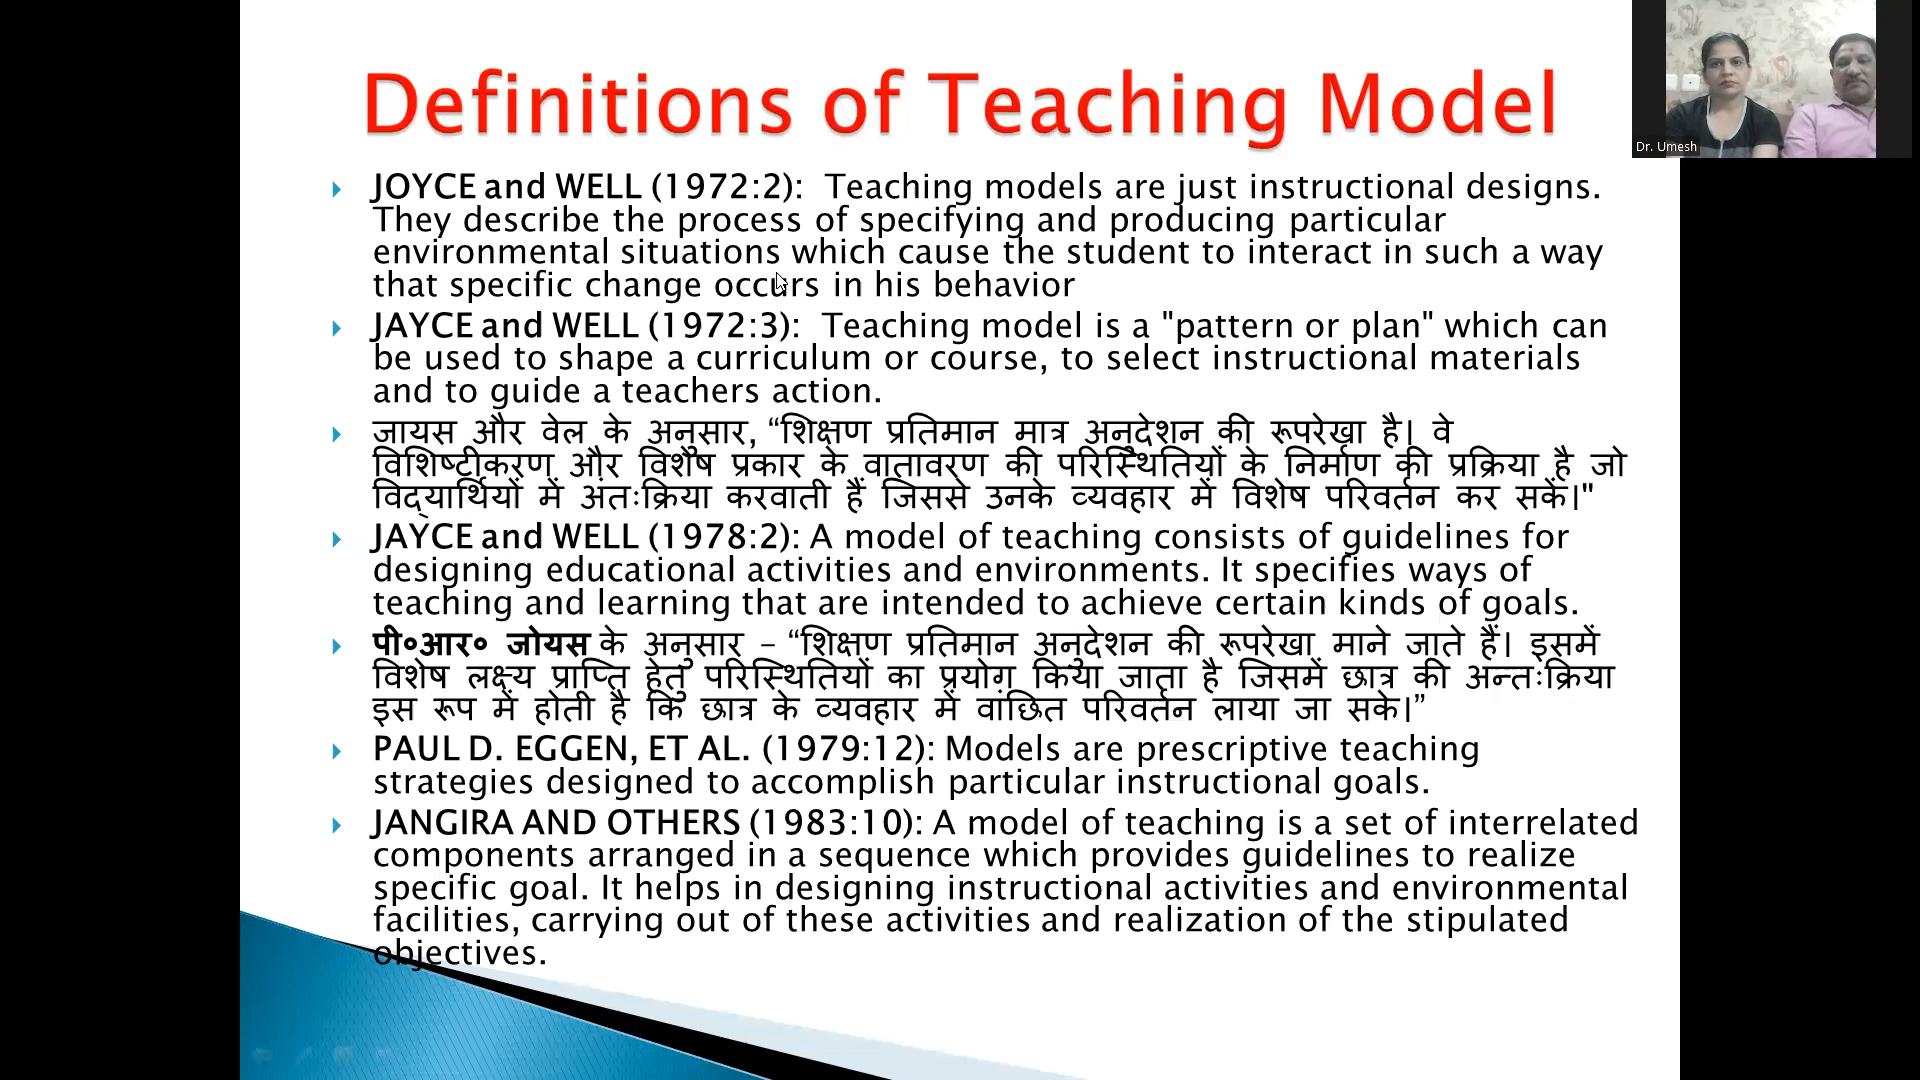 Definitions of Teaching Model
Dr. Umesh
JOYCE and WELL (1972:2):  Teaching models are just instructional designs.
They describe the process of specifying and producing particular
environmental situations which cause the student to interact in such a way
that specific change occurs in his behavior
JAYCE and WELL (1972:3):  Teaching model is a "pattern or plan" which can
be used to shape a curriculum or course, to select instructional materials
and to guide a teachers action.
जायस और वेल के अनुसार, “शिक्षण प्रतिमान मात्र अनुदेशन की रूपरेखा है। वे
विशिष्टीकरण और विशेष प्रकार के वातावरण की परिस्थितियों के निर्माण की प्रक्रिया है जो
विद्यार्थियों में अंतःक्रिया करवाती हैं जिससे उनके व्यवहार में विशेष परिवर्तन कर सकें।"
JAYCE and WELL (1978:2): A model of teaching consists of guidelines for
designing educational activities and environments. It specifies ways of
teaching and learning that are intended to achieve certain kinds of goals.
पी०आर० जोयस के अनुसार – “शिक्षण प्रतिमान अनुदेशन की रूपरेखा माने जाते हैं। इसमें
विशेष लक्ष्य प्राप्ति हेतु परिस्थितियों का प्रयोग किया जाता है जिसमें छात्र की अन्तःक्रिया
इस रूप में होती है कि छात्र के व्यवहार में वांछित परिवर्तन लाया जा सके।”
PAUL D. EGGEN, ET AL. (1979:12): Models are prescriptive teaching
strategies designed to accomplish particular instructional goals.
JANGIRA AND OTHERS (1983:10): A model of teaching is a set of interrelated
components arranged in a sequence which provides guidelines to realize
specific goal. It helps in designing instructional activities and environmental
facilities, carrying out of these activities and realization of the stipulated
objectives.